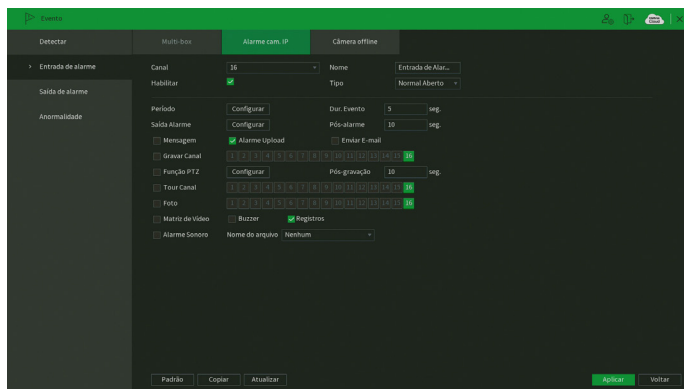 Evento
Detectar
Multi-box
Alarme cam. IP
Câmera offline
Entrada de alarme
Canal 16 Nome Entrada de Alar...
Habilitar Tipo Normal Aberto
Saída de alarme
Período Configurar Dur. Evento 5 seg.
Anormalidade
Saída Alarme Configurar Pós-alarme 10 seg.
Mensagem Alarme Upload Enviar E-mail
Gravar Canal 1 2 3 4 5 6 7 8 9 10 11 12 13 14 15 16
Função PTZ Configurar Pós-gravação 10 seg.
Tour Canal 1 2 3 4 5 6 7 8 9 10 11 12 13 14 15 16
Foto 1 2 3 4 5 6 7 8 9 10 11 12 13 14 15 16
Matriz de Vídeo Buzzer Registros
Alarme Sonoro Nome do arquivo Nenhum
Padrão Copiar Atualizar Aplicar Voltar